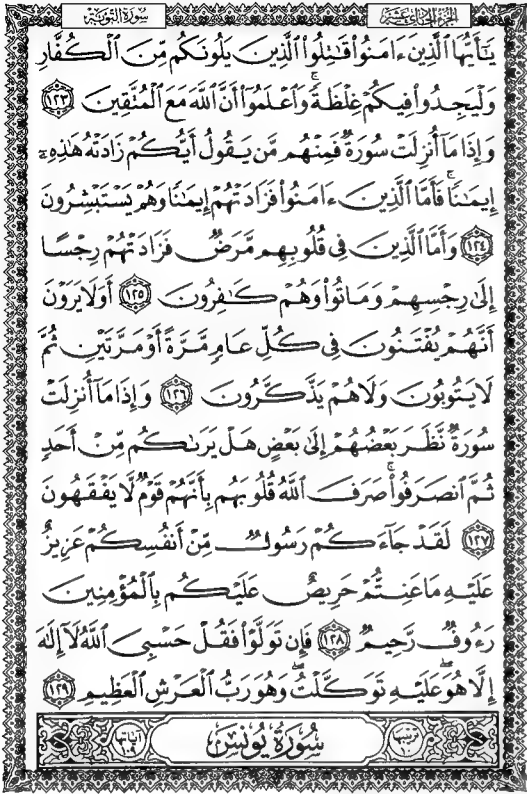 الجزء الحادي عشر
سورة التوبة
يَٰٓأَيُّهَا ٱلَّذِينَ ءَامَنُوا۟ قَٰتِلُوا۟ ٱلَّذِينَ يَلُونَكُم مِّنَ ٱلْكُفَّارِ
وَلْيَجِدُوا۟ فِيكُمْ غِلْظَةً ۚ وَٱعْلَمُوٓا۟ أَنَّ ٱللَّهَ مَعَ ٱلْمُتَّقِينَ ١٢٣
وَإِذَا مَآ أُنزِلَتْ سُورَةٌ فَمِنْهُم مَّن يَقُولُ أَيُّكُمْ زَادَتْهُ هَٰذِهِۦٓ
إِيمَٰنًا ۚ فَأَمَّا ٱلَّذِينَ ءَامَنُوا۟ فَزَادَتْهُمْ إِيمَٰنًا وَهُمْ يَسْتَبْشِرُونَ
١٢٤ وَأَمَّا ٱلَّذِينَ فِى قُلُوبِهِم مَّرَضٌ فَزَادَتْهُمْ رِجْسًا
إِلَىٰ رِجْسِهِمْ وَمَاتُوا۟ وَهُمْ كَٰفِرُونَ ١٢٥ أَوَلَا يَرَوْنَ
أَنَّهُمْ يُفْتَنُونَ فِى كُلِّ عَامٍ مَّرَّةً أَوْ مَرَّتَيْنِ ثُمَّ
لَا يَتُوبُونَ وَلَا هُمْ يَذَّكَّرُونَ ١٢٦ وَإِذَا مَآ أُنزِلَتْ
سُورَةٌ نَّظَرَ بَعْضُهُمْ إِلَىٰ بَعْضٍ هَلْ يَرَىٰكُم مِّنْ أَحَدٍ
ثُمَّ ٱنصَرَفُوا۟ ۚ صَرَفَ ٱللَّهُ قُلُوبَهُم بِأَنَّهُمْ قَوْمٌ لَّا يَفْقَهُونَ
١٢٧ لَقَدْ جَآءَكُمْ رَسُولٌ مِّنْ أَنفُسِكُمْ عَزِيزٌ
عَلَيْهِ مَا عَنِتُّمْ حَرِيصٌ عَلَيْكُم بِٱلْمُؤْمِنِينَ
رَءُوفٌ رَّحِيمٌ ١٢٨ فَإِن تَوَلَّوْا۟ فَقُلْ حَسْبِىَ ٱللَّهُ لَآ إِلَٰهَ
إِلَّا هُوَ ۖ عَلَيْهِ تَوَكَّلْتُ ۖ وَهُوَ رَبُّ ٱلْعَرْشِ ٱلْعَظِيمِ ١٢٩
ترتيبها سُورَةُ يُونُسَ آياتها ١٠٩